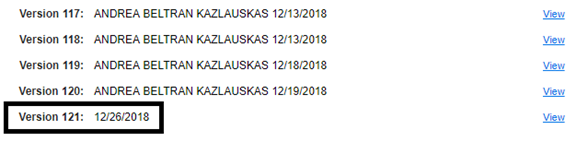 Version 117: ANDREA BELTRAN KAZLAUSKAS 12/13/2018 View
Version 118: ANDREA BELTRAN KAZLAUSKAS 12/13/2018 View
Version 119: ANDREA BELTRAN KAZLAUSKAS 12/18/2018 View
Version 120: ANDREA BELTRAN KAZLAUSKAS 12/19/2018 View
Version 121: 12/26/2018 View